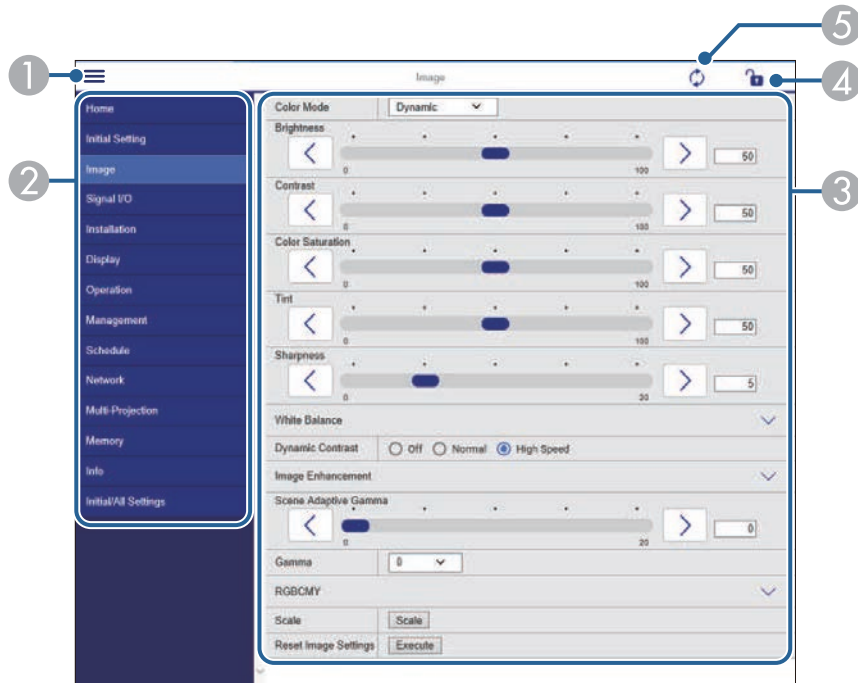 5
1
Image
4
Home
Initial Setting
Image
Signal I/O
Installation
Display
Operation
Management
Schedule
Network
Multi-Projection
Memory
Info
Initial/All Settings
2
3
Color Mode Dynamic
Brightness
50
0 100
Contrast
50
0 100
Color Saturation
50
0 100
Tint
50
0 100
Sharpness
5
0 20
White Balance
Dynamic Contrast Off Normal High Speed
Image Enhancement
Scene Adaptive Gamma
0
0 20
Gamma 0
RGBCMY
Scale Scale
Reset Image Settings Execute